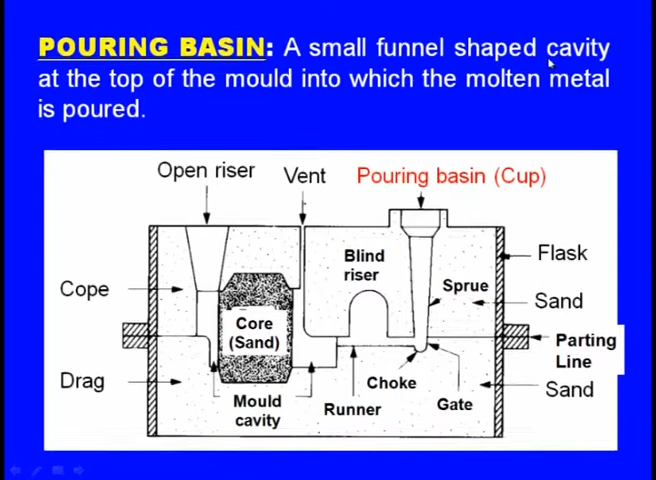 POURING BASIN: A small funnel shaped cavity
at the top of the mould into which the molten metal
is poured.
Open riser
Vent
Pouring basin (Cup)
Blind
riser
Flask
Cope
Sprue
Sand
Core
(Sand)
Parting
Line
Drag
Choke
Sand
Mould
cavity
Runner
Gate